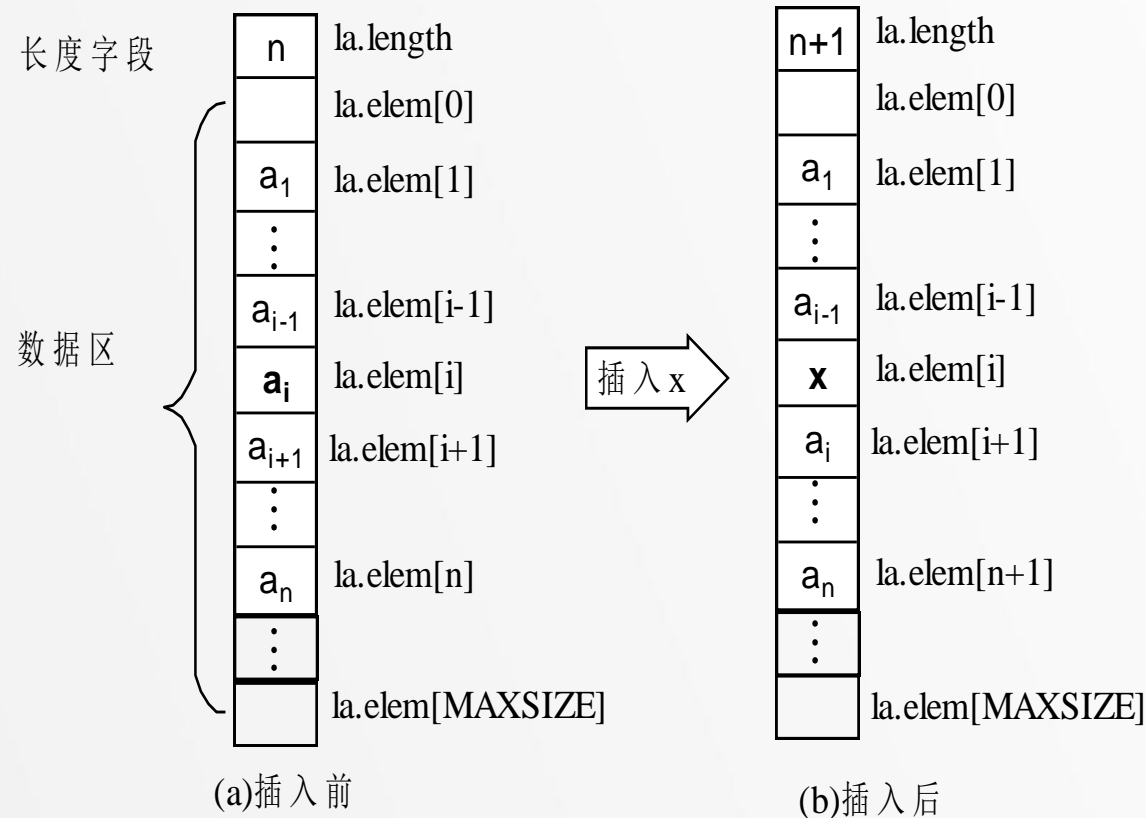 长度字段
n la.length
la.elem[0]
a1 la.elem[1]
⋮
ai-1 la.elem[i-1]
数据区
ai la.elem[i]
ai+1 la.elem[i+1]
⋮
an la.elem[n]
⋮
la.elem[MAXSIZE]
(a)插入前
插入x
n+1 la.length
la.elem[0]
a1 la.elem[1]
⋮
ai-1 la.elem[i-1]
x la.elem[i]
ai la.elem[i+1]
⋮
an la.elem[n+1]
⋮
la.elem[MAXSIZE]
(b)插入后